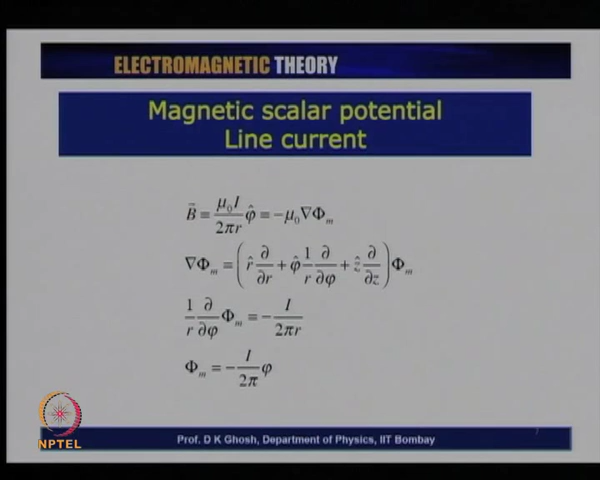 ELECTROMAGNETIC THEORY
Magnetic scalar potential
Line current
B⃗ = μ₀I/2πr φ̂ = −μ₀∇Φₘ
∇Φₘ = (r̂ ∂/∂r + φ̂ 1/r ∂/∂φ + ẑ ∂/∂z) Φₘ
1/r ∂/∂φ Φₘ = − I/2πr
Φₘ = − I/2π φ
NPTEL
Prof. D K Ghosh, Department of Physics, IIT Bombay